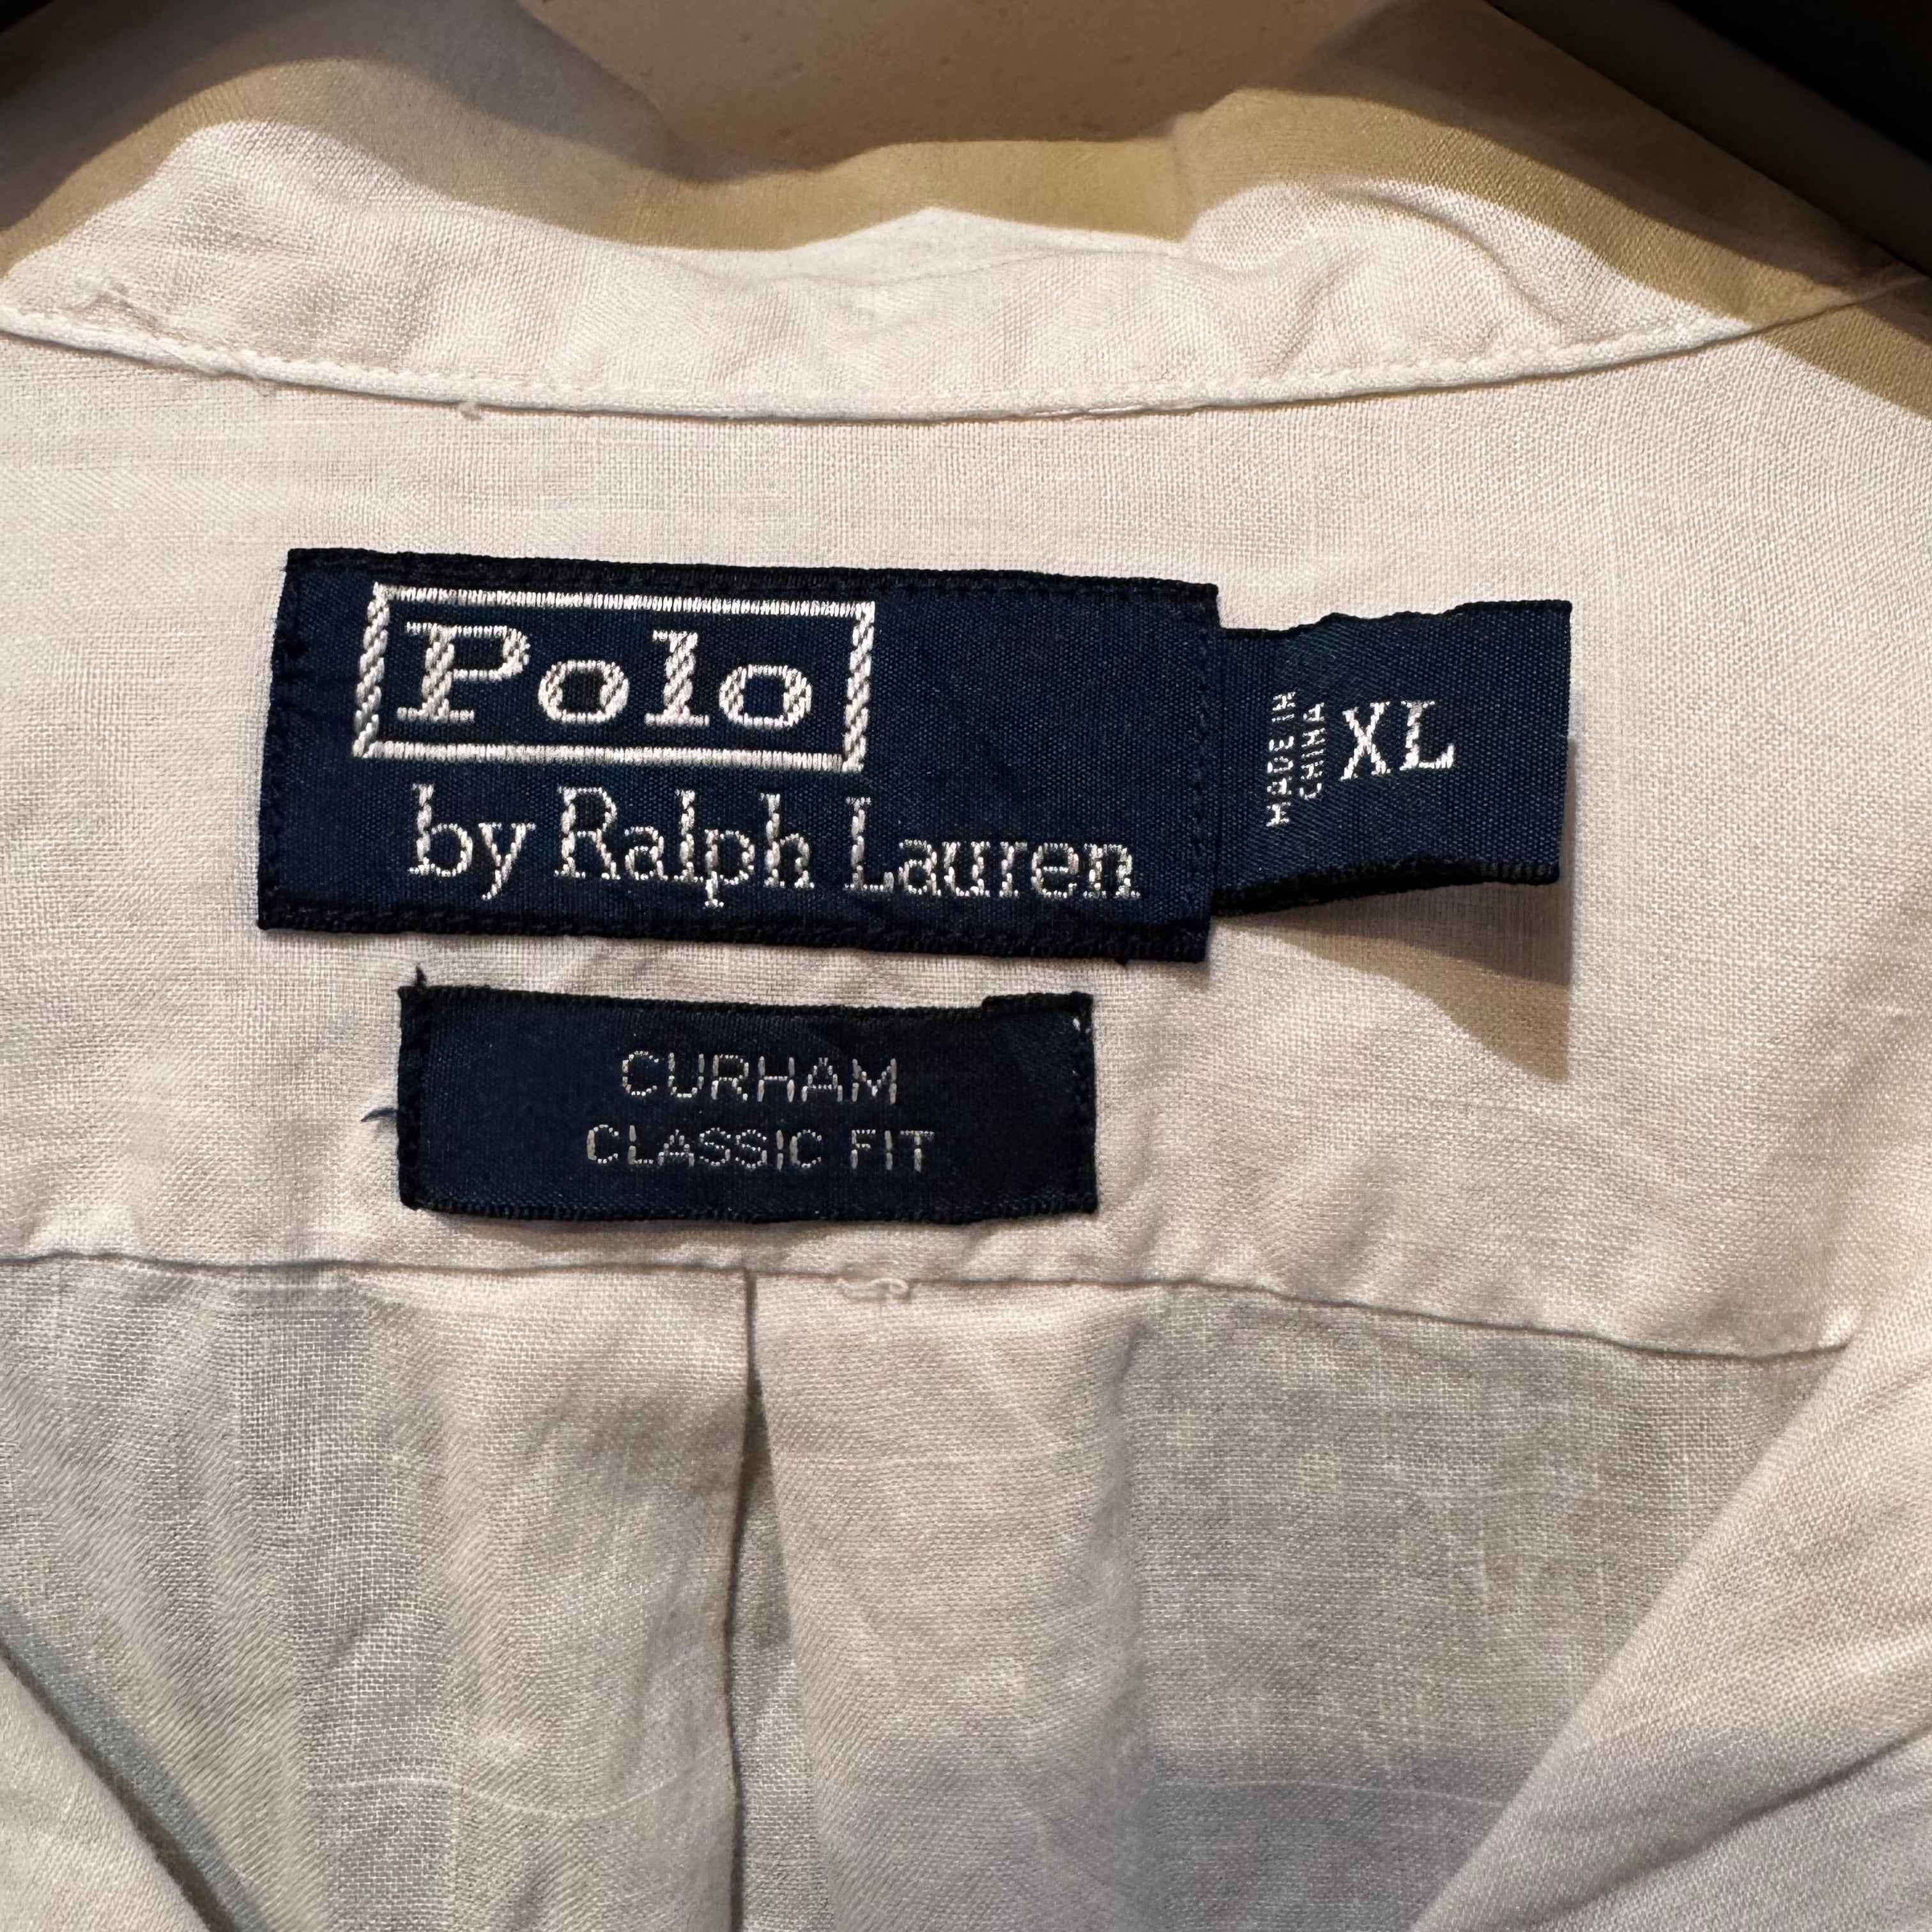 Polo
by Ralph Lauren
MADE IN
CHINA
XL
CURHAM
CLASSIC FIT